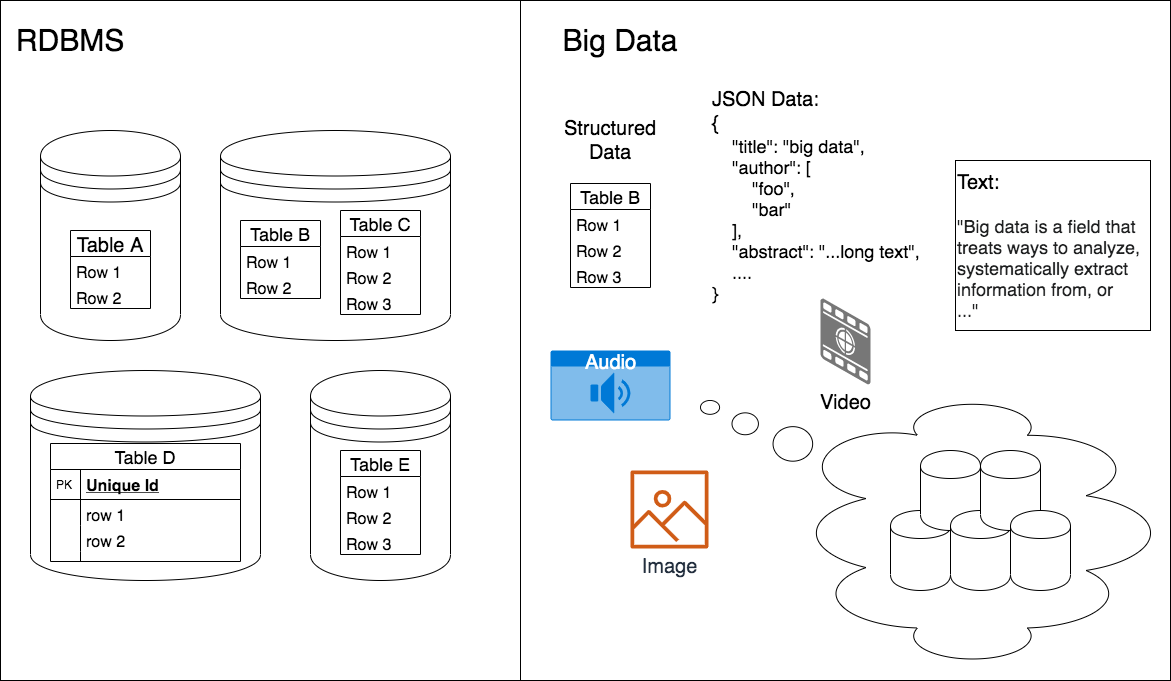 RDBMS
Table A
Row 1
Row 2
Table B
Row 1
Row 2
Table C
Row 1
Row 2
Row 3
Table D
PK Unique Id
row 1
row 2
Table E
Row 1
Row 2
Row 3
Big Data
Structured
Data
Table B
Row 1
Row 2
Row 3
JSON Data:
{
"title": "big data",
"author": [
"foo",
"bar"
],
"abstract": "...long text",
....
}
Text:
"Big data is a field that
treats ways to analyze,
systematically extract
information from, or
..."
Audio
Video
Image